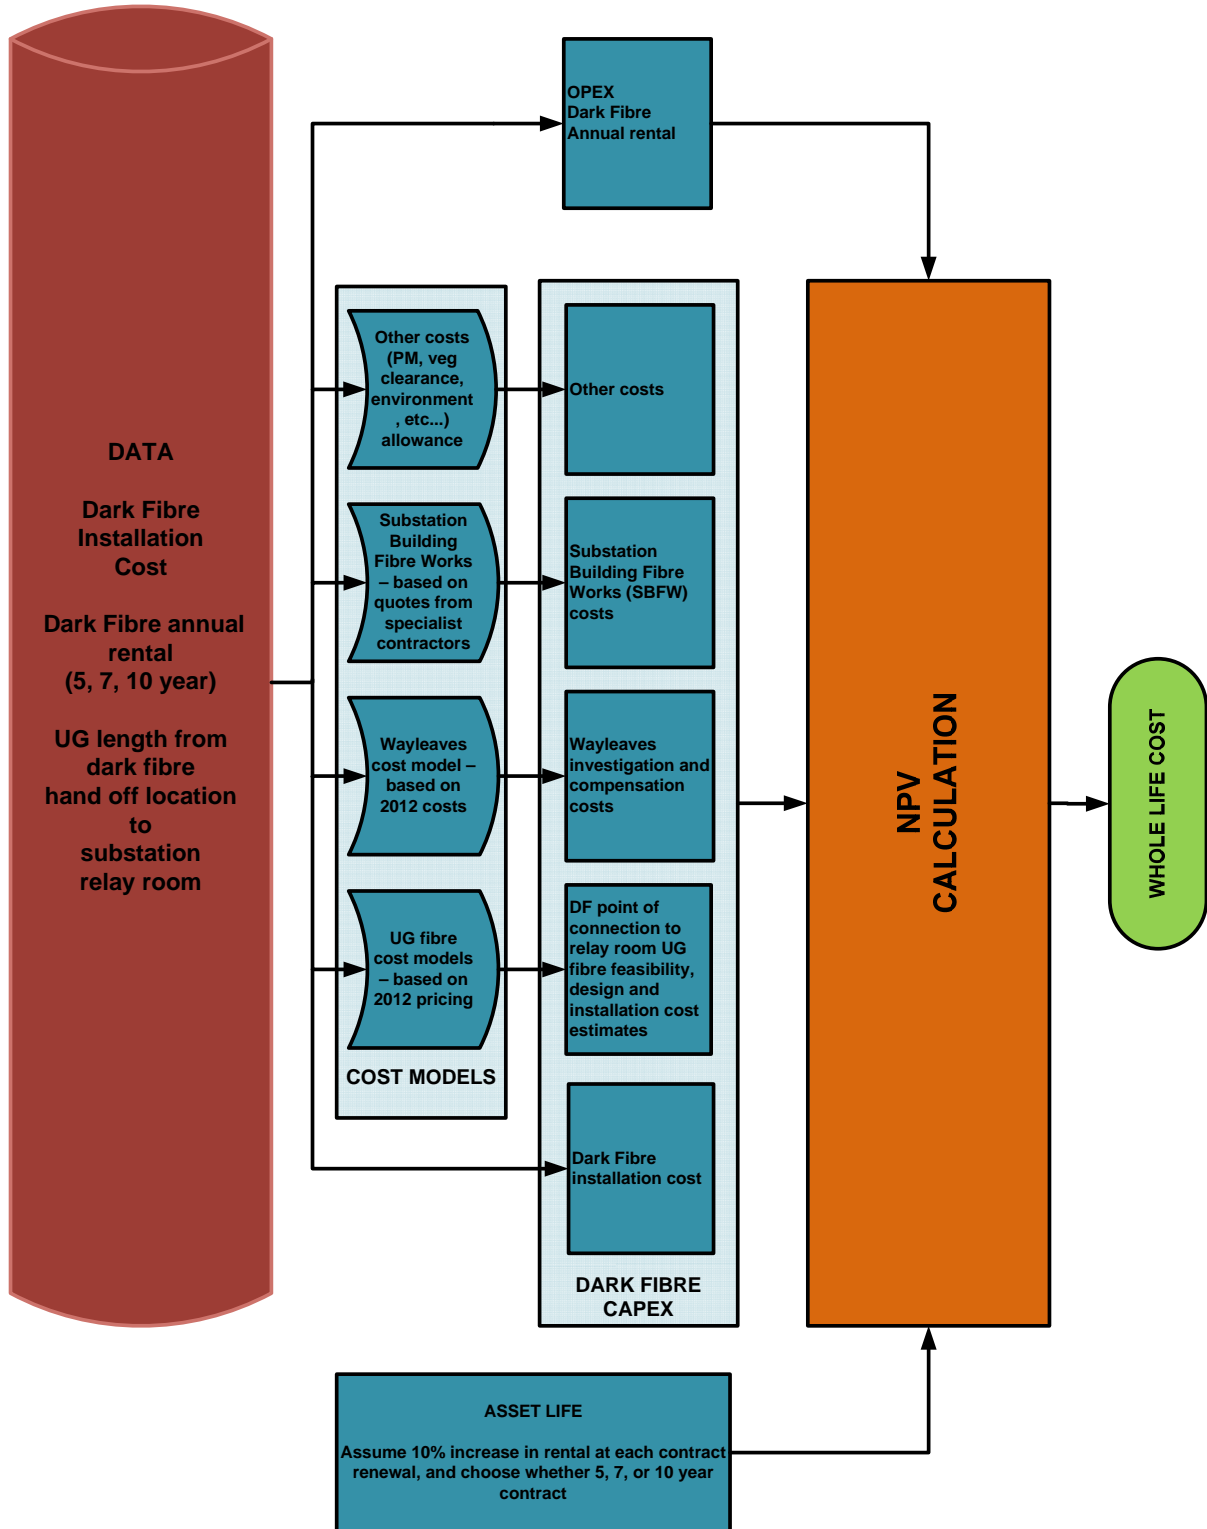 DATA
Dark Fibre
Installation
Cost
Dark Fibre annual
rental
(5, 7, 10 year)
UG length from
dark fibre
hand off location
to
substation
relay room
OPEX
Dark Fibre
Annual rental
Other costs
(PM, veg
clearance,
environment
, etc...)
allowance
Substation
Building
Fibre Works
– based on
quotes from
specialist
contractors
Wayleaves
cost model –
based on
2012 costs
UG fibre
cost models
– based on
2012 pricing
COST MODELS
Other costs
Substation
Building Fibre
Works (SBFW)
costs
Wayleaves
investigation and
compensation
costs
DF point of
connection to
relay room UG
fibre feasibility,
design and
installation cost
estimates
Dark Fibre
installation cost
DARK FIBRE
CAPEX
NPV
CALCULATION
WHOLE LIFE COST
ASSET LIFE
Assume 10% increase in rental at each contract
renewal, and choose whether 5, 7, or 10 year
contract